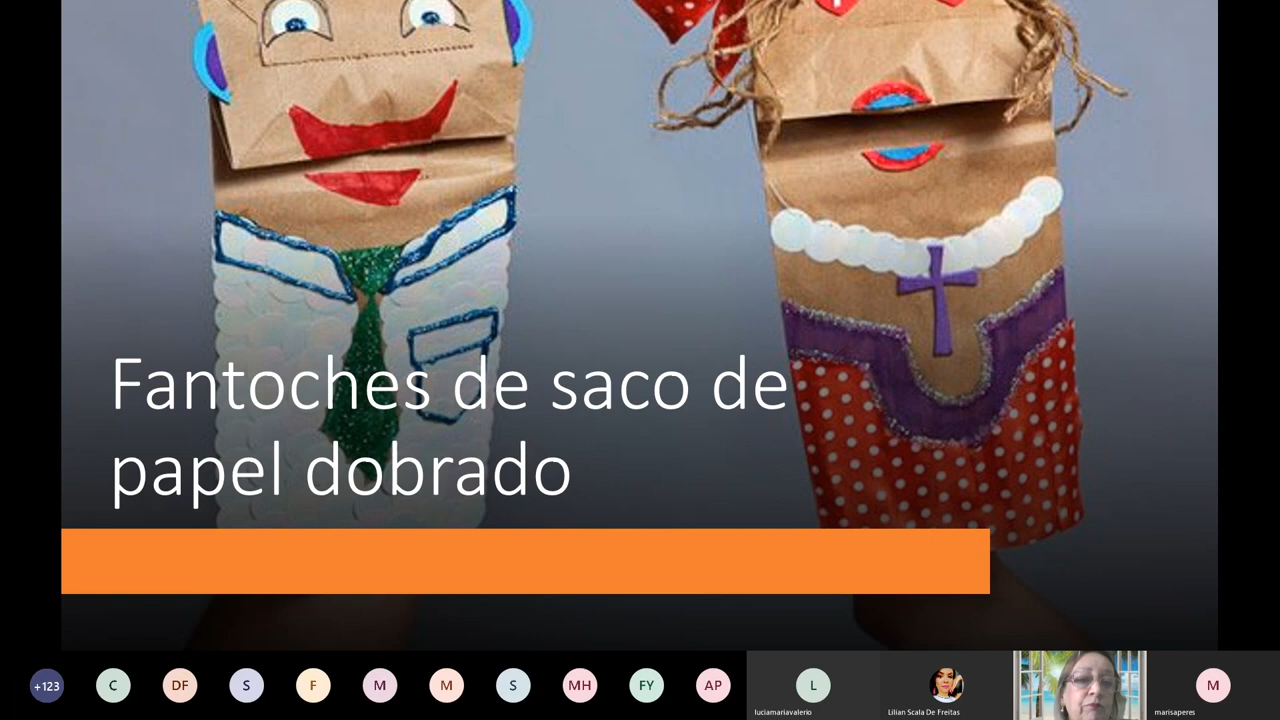 Fantoches de saco de
papel dobrado
+123
C
DF
S
F
M
M
S
MH
FY
AP
L
luciamariavalerio
Lilian Scala De Freitas
M
marisaperes